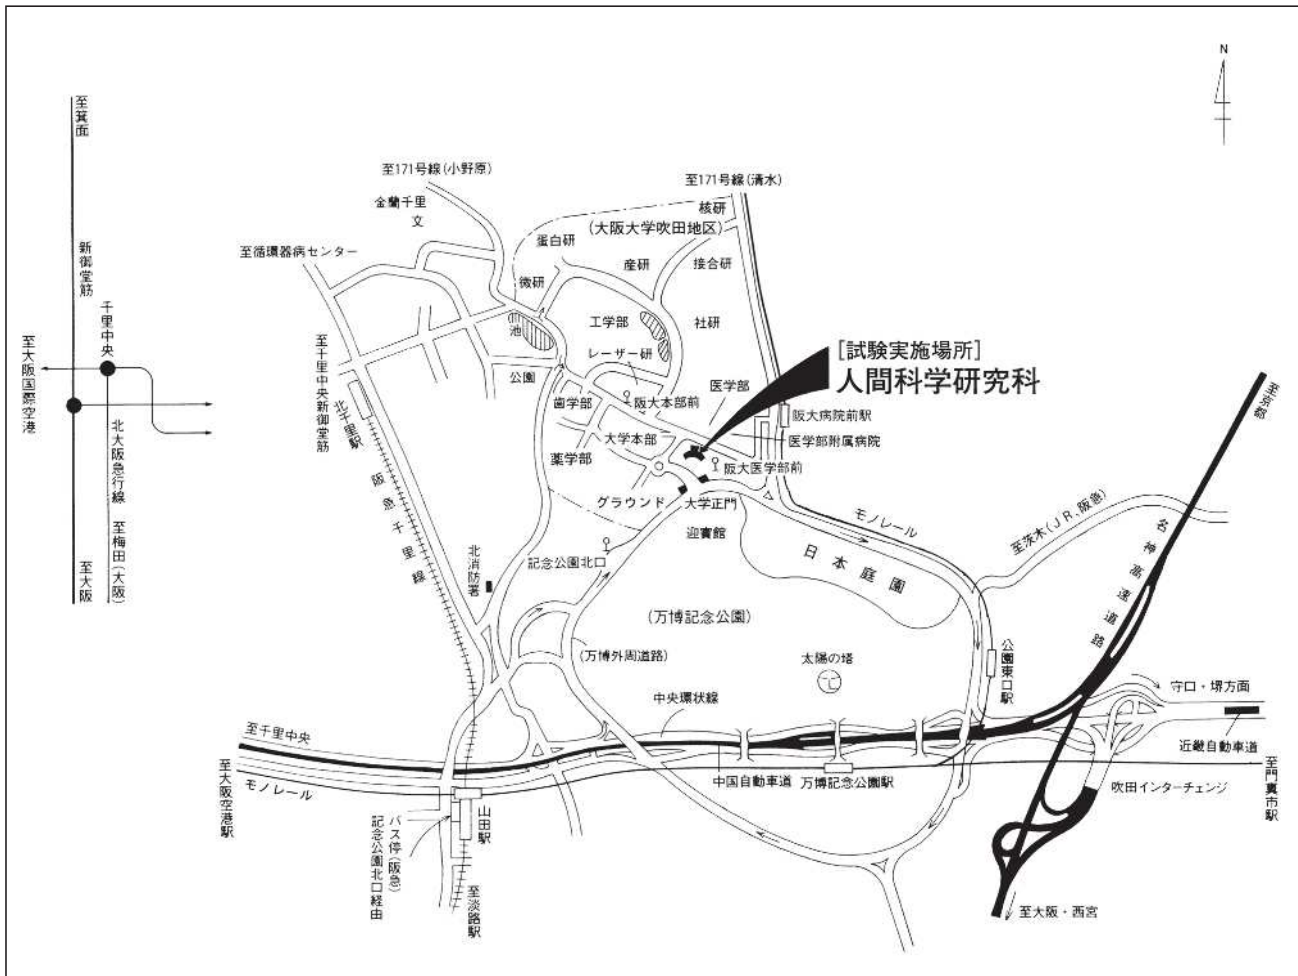 N
至箕面
新御堂筋
千里中央
至大阪国際空港
北大阪急行線
至梅田(大阪)
至大阪
至171号線(小野原)
金蘭千里
文
至循環器病センター
至171号線(清水)
核研
(大阪大学吹田地区)
蛋白研
産研
接合研
微研
池
工学部
社研
レーザー研
[試験実施場所]
人間科学研究科
至千里中央新御堂筋
北千里駅
公園
歯学部
阪大本部前
医学部
阪大病院前駅
大学本部
医学部附属病院
薬学部
阪大医学部前
阪急千里線
グラウンド
大学正門
モノレール
至京都
至茨木(JR、阪急)
名神高速道路
迎賓館
日本庭園
北消防署
記念公園北口
(万博記念公園)
(万博外周道路)
太陽の塔
公園東口駅
中央環状線
守口・堺方面
近畿自動車道
至千里中央
至大阪空港駅
モノレール
中国自動車道
万博記念公園駅
吹田インターチェンジ
至門真市駅
山田駅
バス停(阪急)
記念公園北口経由
至淡路駅
至大阪・西宮